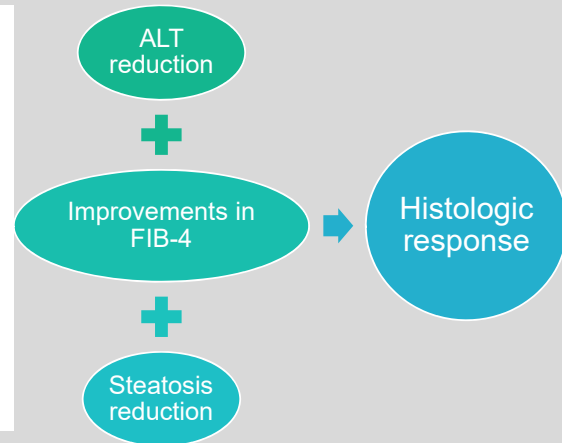 ALT
reduction
Improvements in
FIB-4
Steatosis
reduction
Histologic
response